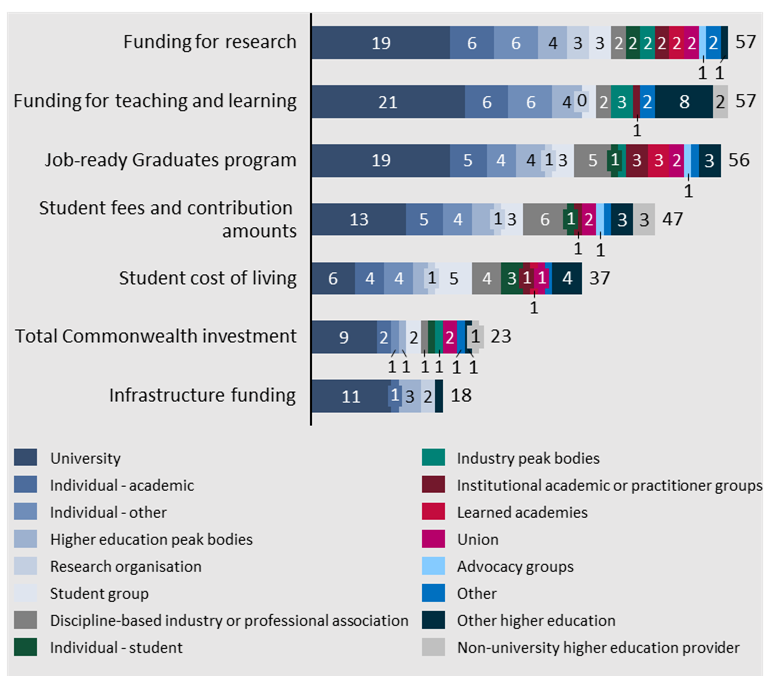 Funding for research 19 6 6 4 3 3 2 2 2 2 2 2 2 57
1 1
Funding for teaching and learning 21 6 6 4 0 2 3 2 8 2 57
1
Job-ready Graduates program 19 5 4 4 1 3 5 1 3 3 2 3 56
1
Student fees and contribution
amounts 13 5 4 1 3 6 1 2 3 3 47
1 1
Student cost of living 6 4 4 1 5 4 3 1 1 4 37
1
Total Commonwealth investment 9 2 2 2 1 23
1 1 1 1 1 1
Infrastructure funding 11 1 3 2 18
University
Individual - academic
Individual - other
Higher education peak bodies
Research organisation
Student group
Discipline-based industry or professional association
Individual - student
Industry peak bodies
Institutional academic or practitioner groups
Learned academies
Union
Advocacy groups
Other
Other higher education
Non-university higher education provider